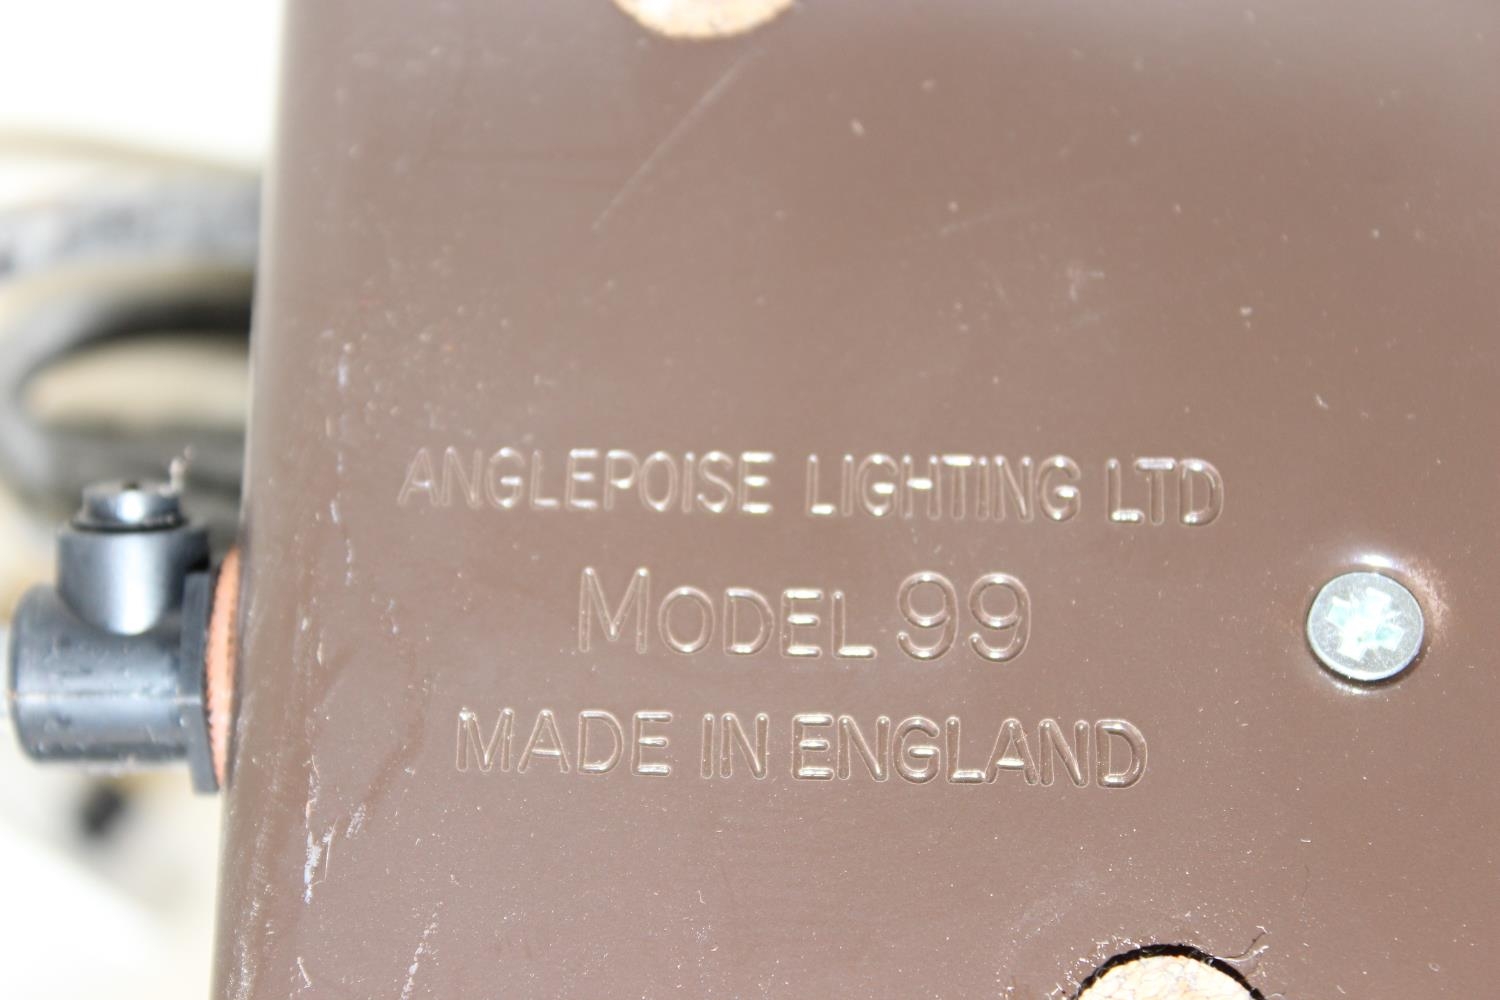 ANGLEPOISE LIGHTING LTD
MODEL 99
MADE IN ENGLAND